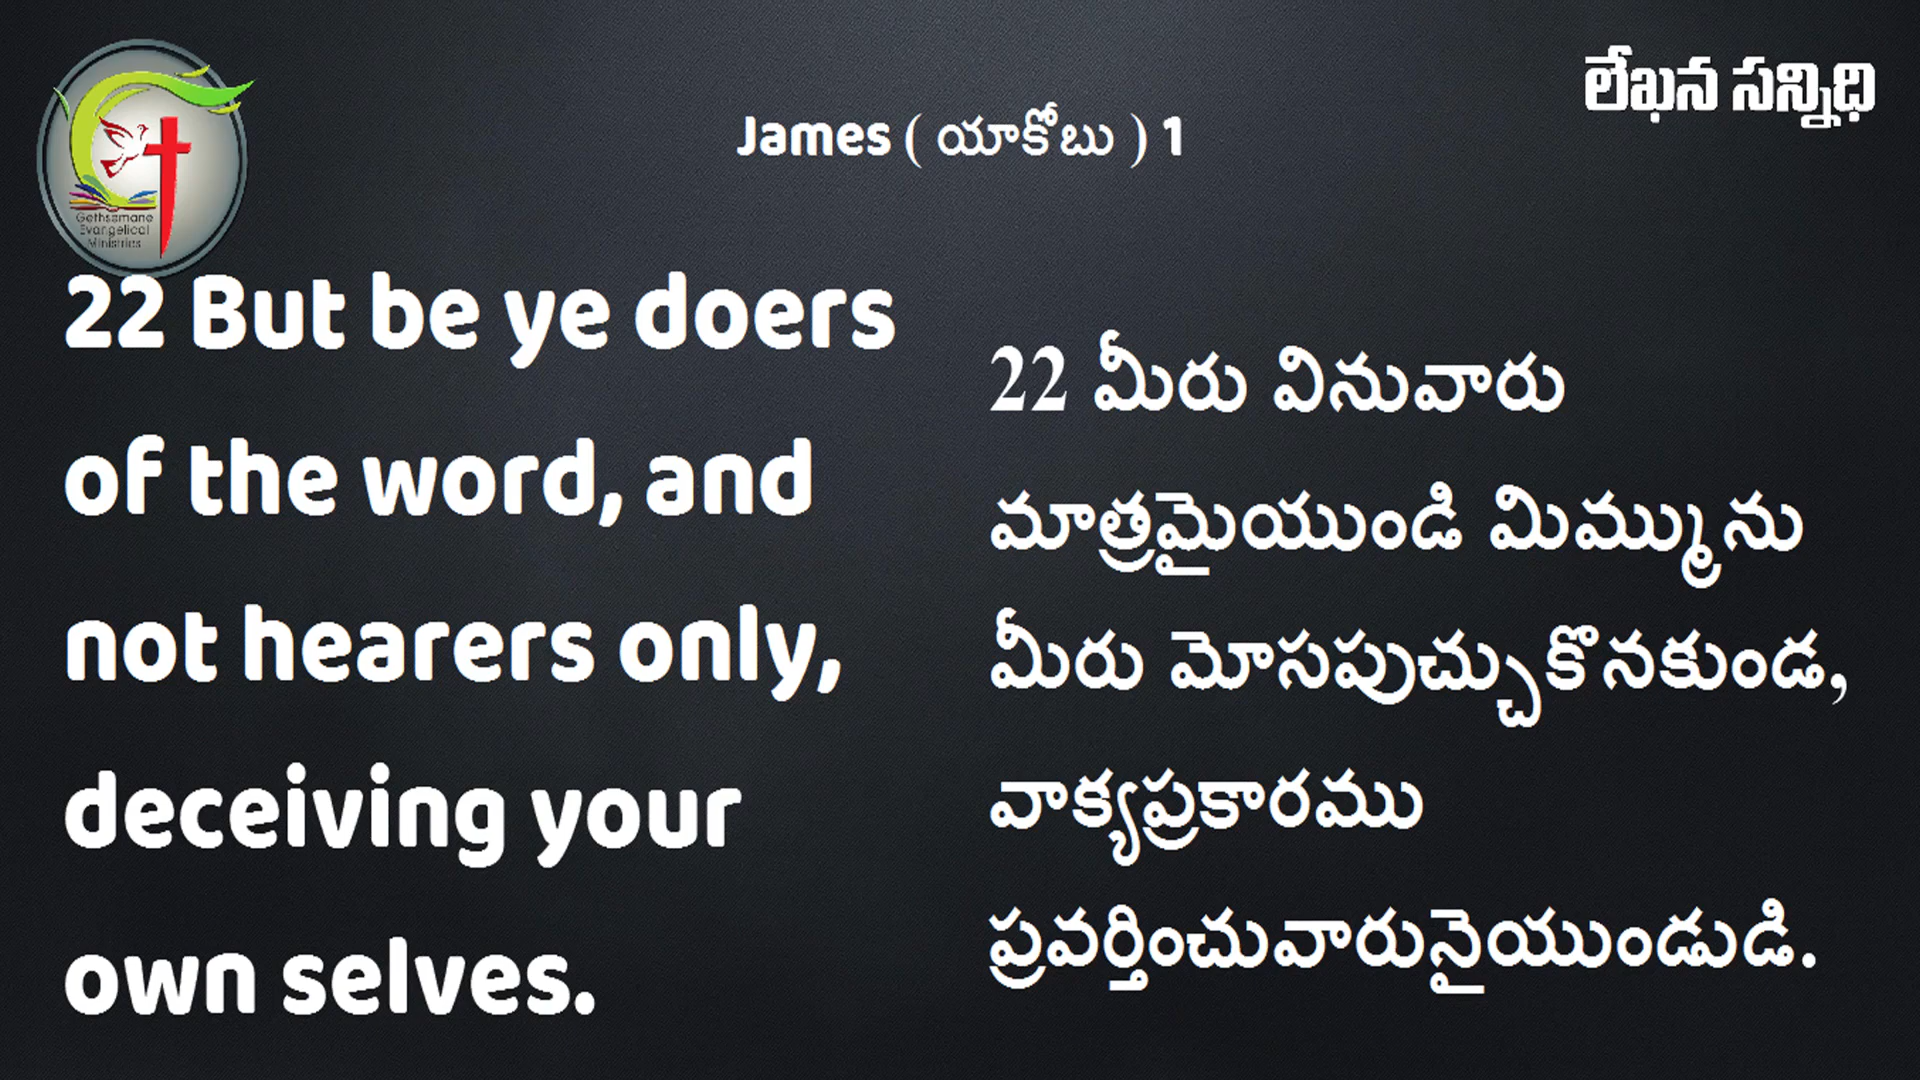 Gethsemane
Evangelical
Ministries
లేఖన సన్నిధి
James ( యాకోబు ) 1
22 But be ye doers
of the word, and
not hearers only,
deceiving your
own selves.
22 మీరు వినువారు
మాత్రమైయుండి మిమ్మును
మీరు మోసపుచ్చుకొనకుండ,
వాక్యప్రకారము
ప్రవర్తించువారునైయుండుడి.